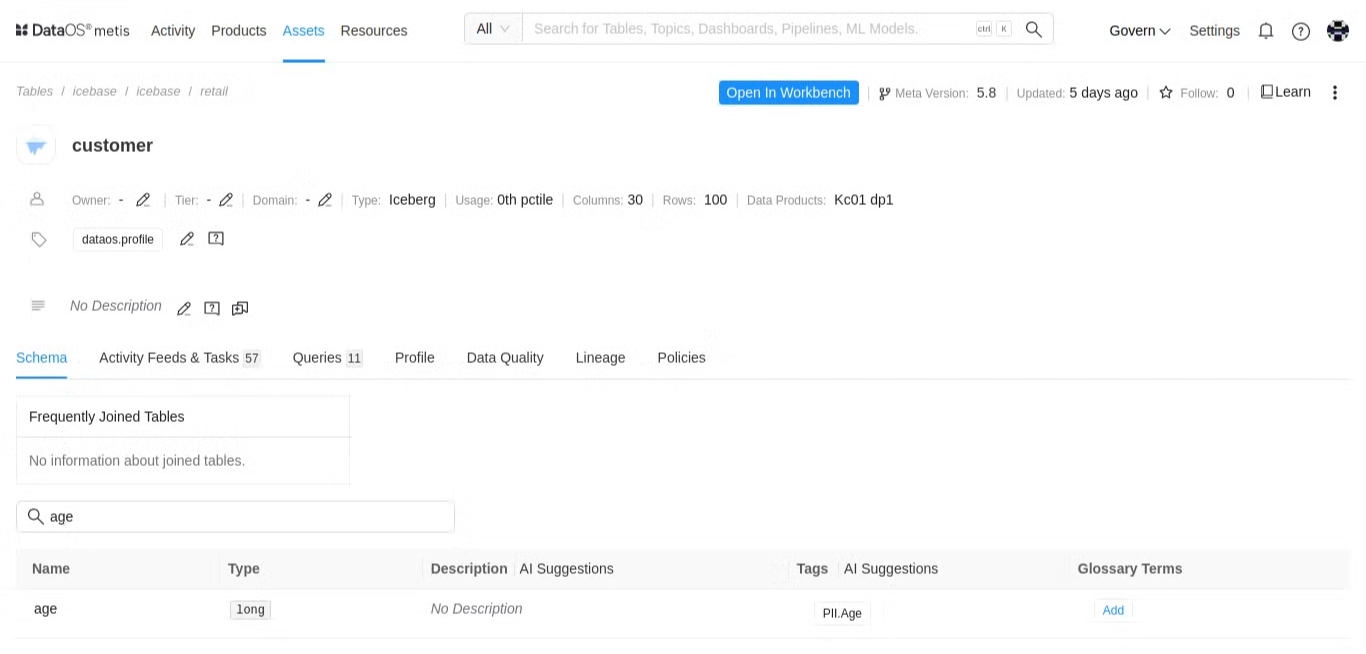 DataOS® metis Activity Products Assets Resources All Search for Tables, Topics, Dashboards, Pipelines, ML Models. ctrl K Govern Settings
Tables / icebase / icebase / retail Open In Workbench Meta Version: 5.8 Updated: 5 days ago Follow: 0 Learn
customer
Owner: - Tier: - Domain: - Type: Iceberg Usage: 0th pctile Columns: 30 Rows: 100 Data Products: Kc01 dp1
dataos.profile
No Description
Schema Activity Feeds & Tasks 57 Queries 11 Profile Data Quality Lineage Policies
Frequently Joined Tables
No information about joined tables.
age
Name Type Description AI Suggestions Tags AI Suggestions Glossary Terms
age long No Description PII.Age Add